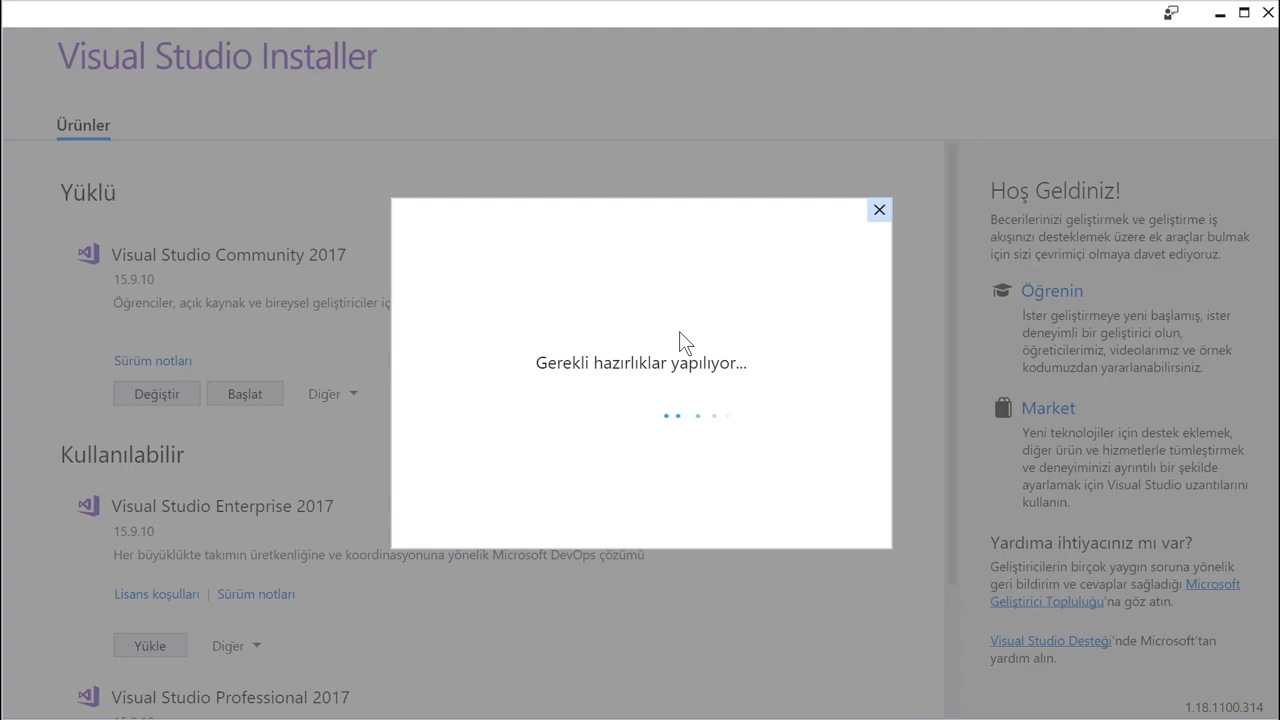 Visual Studio Installer
Ürünler
Yüklü
Visual Studio Community 2017
15.9.10
Öğrenciler, açık kaynak ve bireysel geliştiriciler iç
Sürüm notları
Değiştir
Başlat
Diğer
Kullanılabilir
Visual Studio Enterprise 2017
15.9.10
Her büyüklükte takımın üretkenliğine ve koordinasyonuna yönelik Microsoft DevOps çözümü
Lisans koşulları | Sürüm notları
Yükle
Diğer
Visual Studio Professional 2017
Gerekli hazırlıklar yapılıyor...
Hoş Geldiniz!
Becerilerinizi geliştirmek ve geliştirme iş
akışınızı desteklemek üzere ek araçlar bulmak
için sizi çevrimiçi olmaya davet ediyoruz.
Öğrenin
İster geliştirmeye yeni başlamış, ister
deneyimli bir geliştirici olun,
öğreticilerimiz, videolarımız ve örnek
kodumuzdan yararlanabilirsiniz.
Market
Yeni teknolojiler için destek eklemek,
diğer ürün ve hizmetlerle tümleştirmek
ve deneyiminizi ayrıntılı bir şekilde
ayarlamak için Visual Studio uzantılarını
kullanın.
Yardıma ihtiyacınız mı var?
Geliştiricilerin birçok yaygın soruna yönelik
geri bildirim ve cevaplar sağladığı Microsoft
Geliştirici Topluluğu'na göz atın.
Visual Studio Desteği'nde Microsoft'tan
yardım alın.
1.18.1100.314